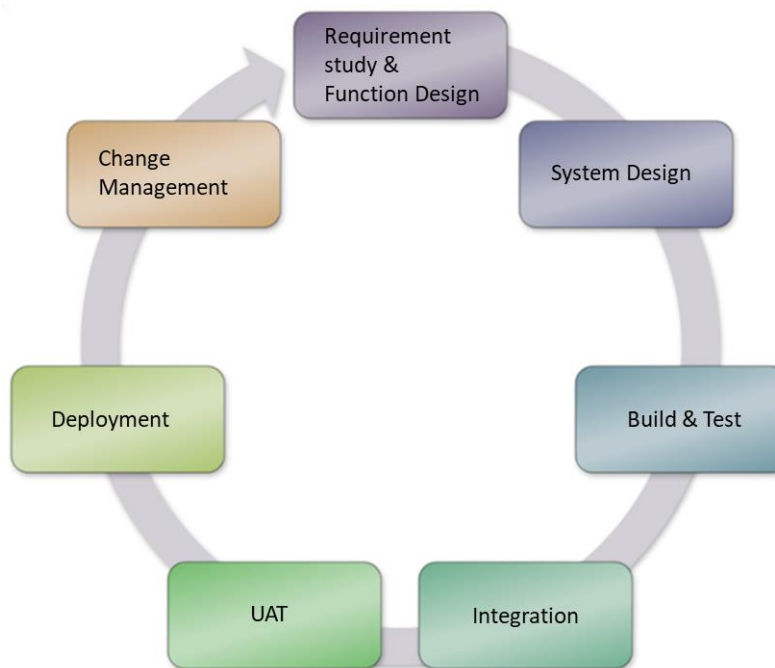 Requirement
study &
Function Design
System Design
Build & Test
Integration
UAT
Deployment
Change
Management